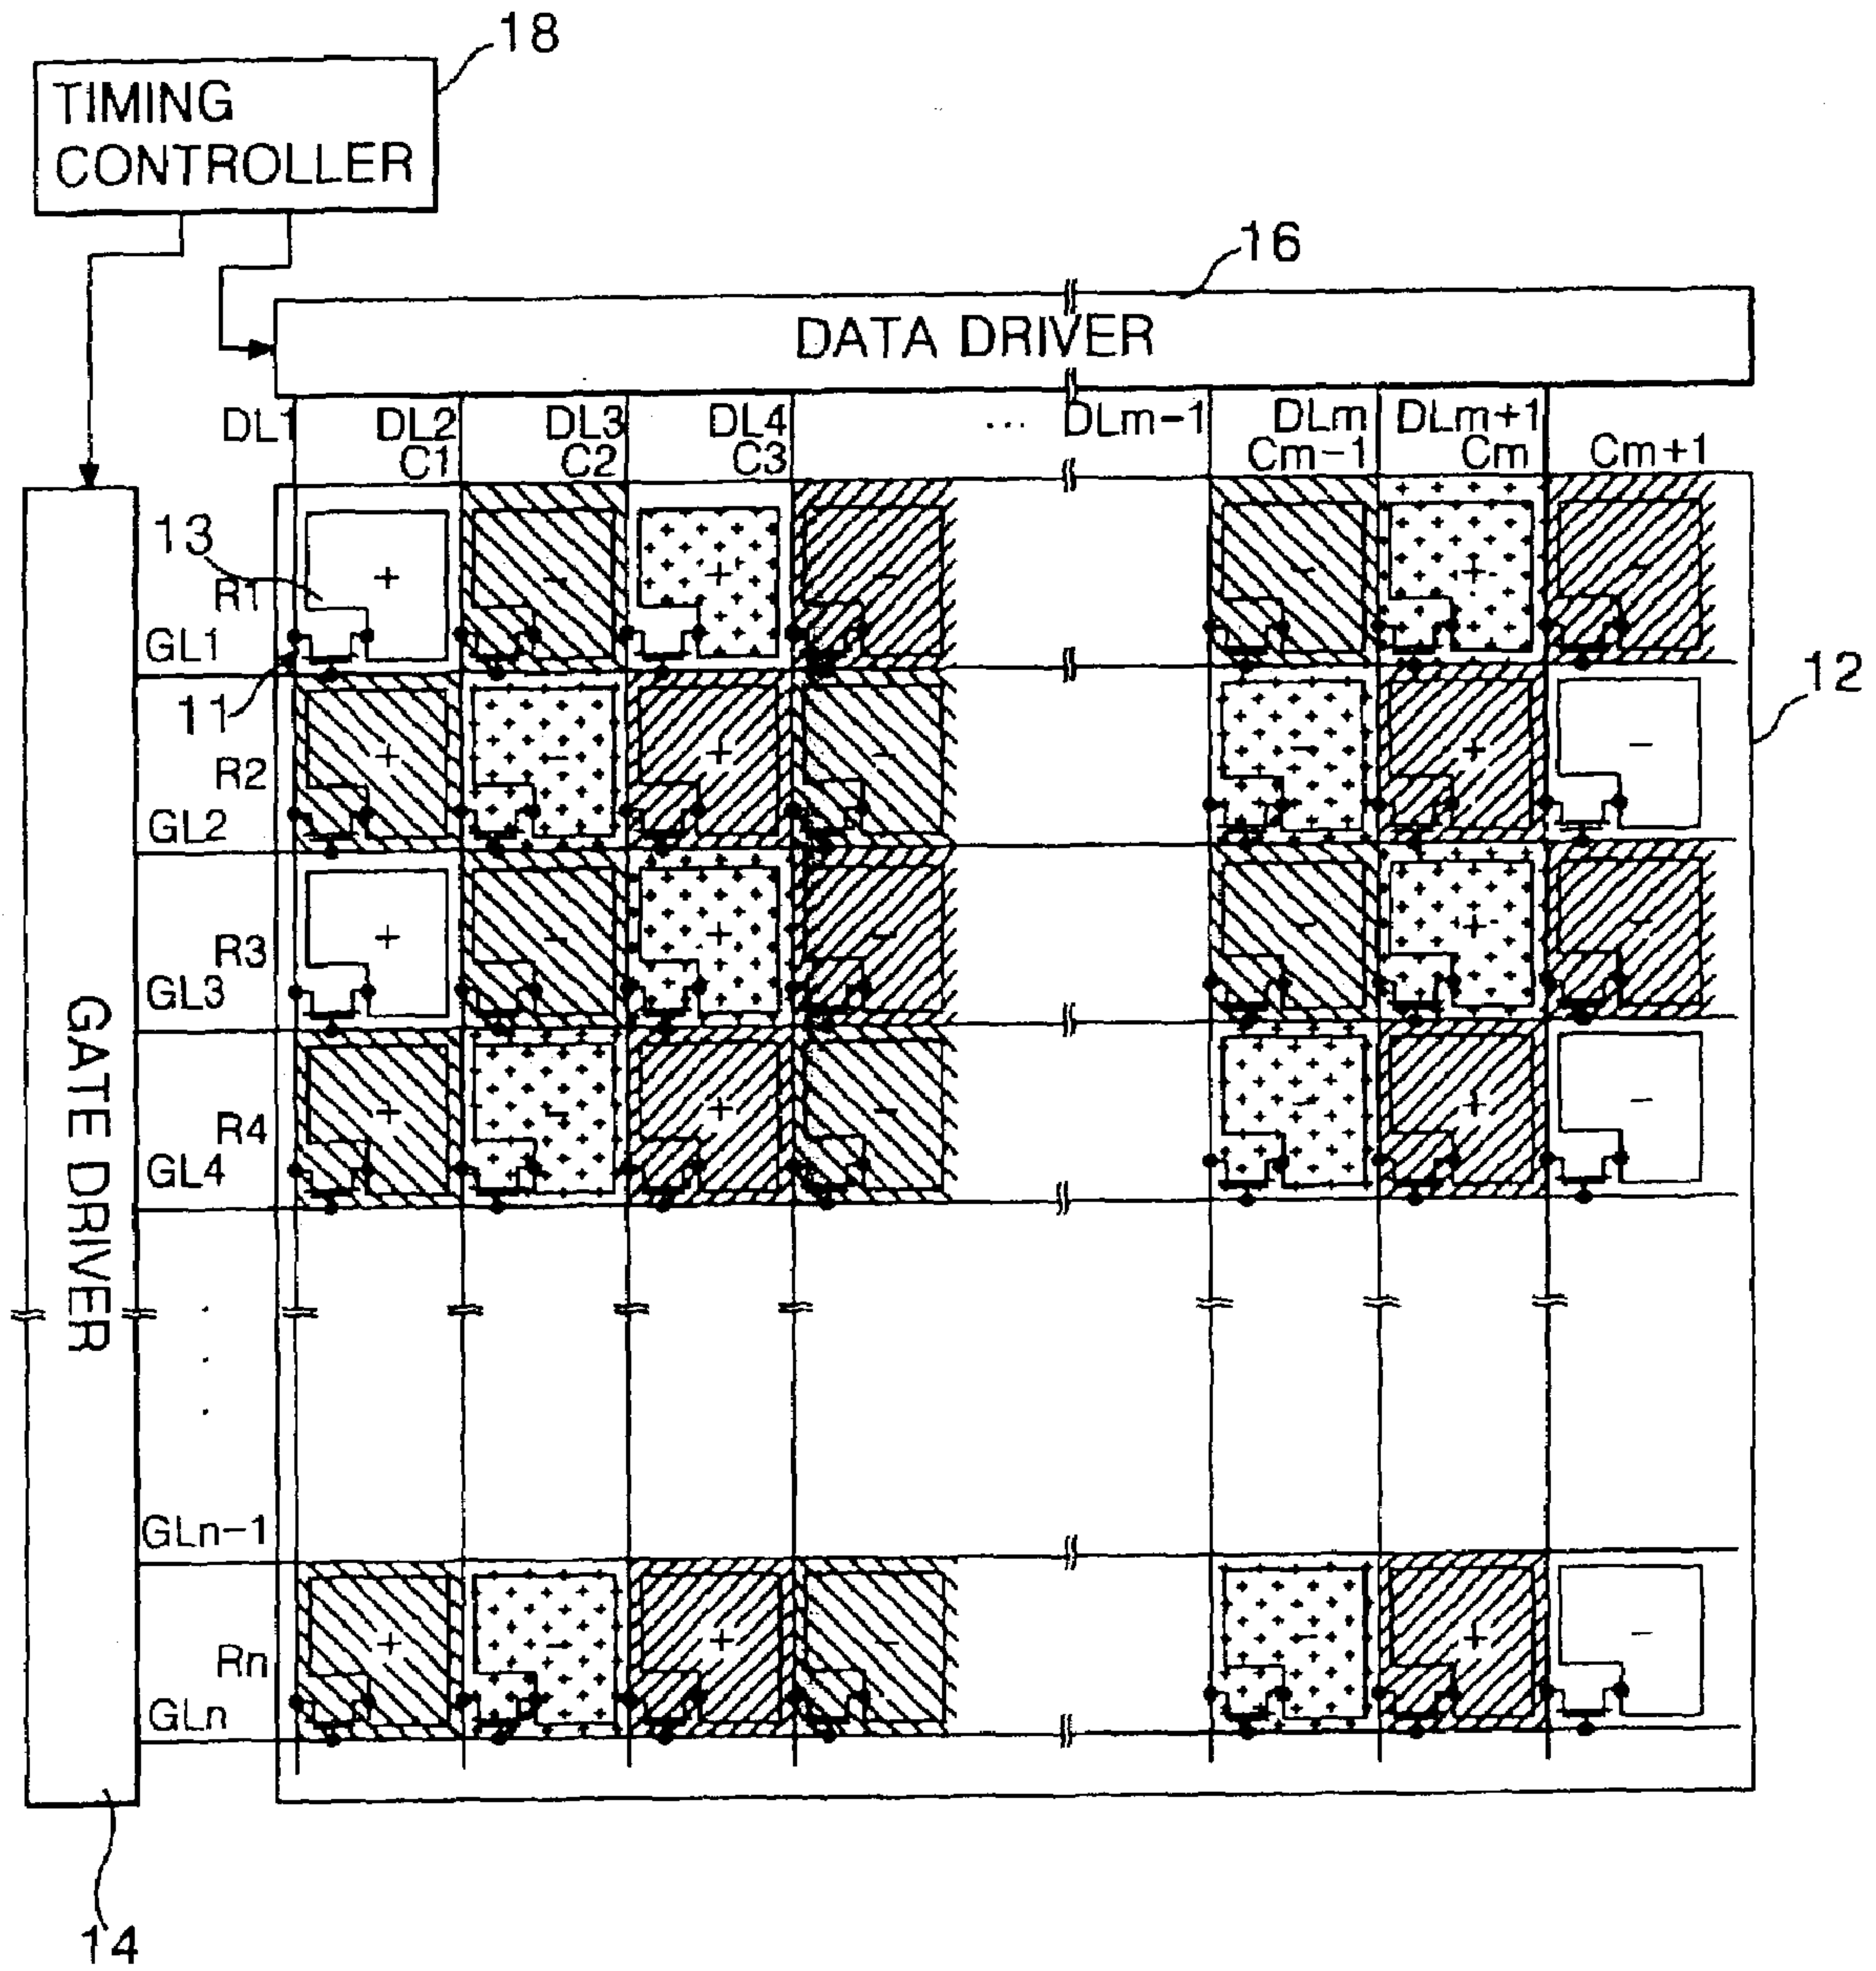 18
TIMING
CONTROLLER
16
DATA DRIVER
DL1 DL2 DL3 DL4 ... DLm-1 DLm DLm+1
C1 C2 C3 Cm-1 Cm Cm+1
13
+ - + - - + -
R1
GL1
12
11
+ - + - - + -
R2
GL2
+ - + - - + -
R3
GL3
GATE DRIVER
+ - + - - + -
R4
GL4
GLn-1
+ - + - - + -
Rn
GLn
14